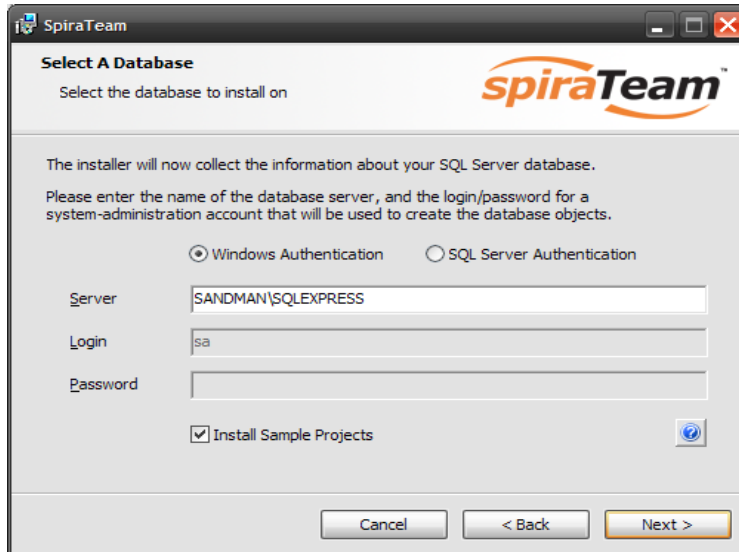 SpiraTeam
Select A Database
Select the database to install on
spiraTeam™
The installer will now collect the information about your SQL Server database.
Please enter the name of the database server, and the login/password for a
system-administration account that will be used to create the database objects.
Windows Authentication
SQL Server Authentication
Server
SANDMAN\SQLEXPRESS
Login
sa
Password
Install Sample Projects
?
Cancel
< Back
Next >